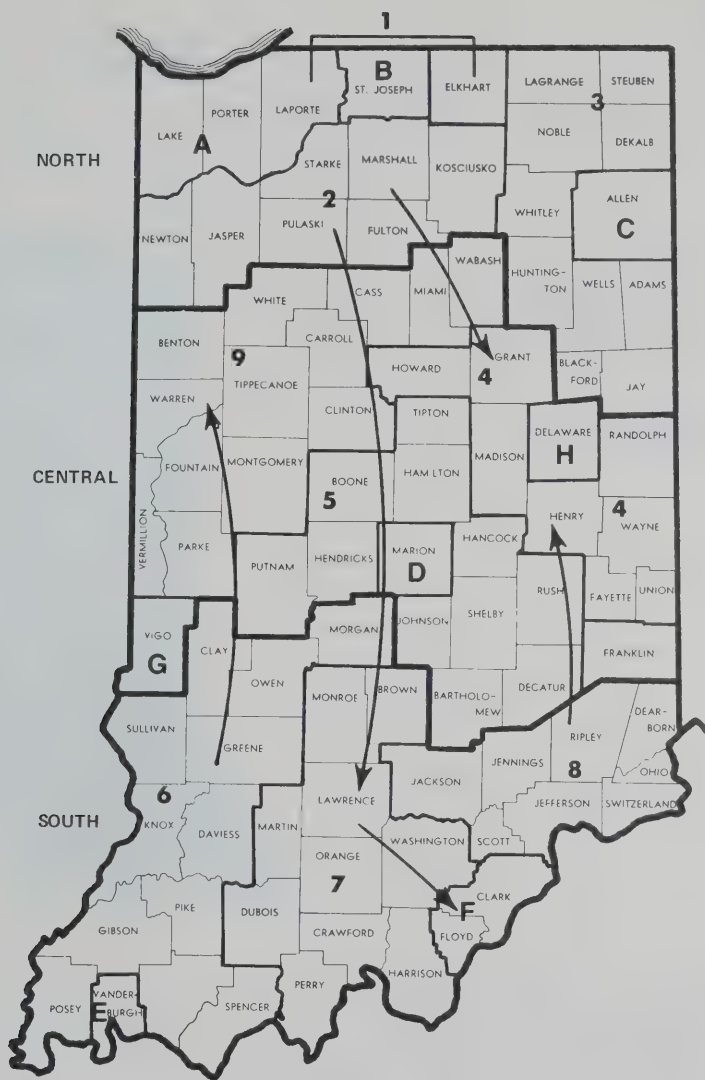 1
B
ST. JOSEPH
ELKHART
LAGRANGE
STEUBEN
3
PORTER
LAPORTE
LAKE
A
NOBLE
DEKALB
NORTH
STARKE
MARSHALL
KOSCIUSKO
2
ALLEN
C
NEWTON
JASPER
PULASKI
FULTON
WHITLEY
WABASH
HUNTING-
TON
WELLS
ADAMS
WHITE
CASS
MIAMI
BENTON
CARROLL
9
TIPPECANOE
HOWARD
GRANT
4
BLACK-
FORD
JAY
WARREN
CLINTON
TIPTON
DELAWARE
H
RANDOLPH
CENTRAL
FOUNTAIN
MONTGOMERY
BOONE
5
HAMILTON
MADISON
HENRY
4
WAYNE
VERMILLION
PARKE
PUTNAM
HENDRICKS
MARION
D
HANCOCK
RUSH
FAYETTE
UNION
VIGO
G
CLAY
MORGAN
JOHNSON
SHELBY
FRANKLIN
OWEN
MONROE
BROWN
BARTHOLO-
MEW
DECATUR
DEAR-
BORN
SULLIVAN
GREENE
RIPLEY
OHIO
6
KNOX
DAVIESS
MARTIN
LAWRENCE
JACKSON
JENNINGS
8
JEFFERSON
SWITZERLAND
SOUTH
ORANGE
7
WASHINGTON
SCOTT
CLARK
F
FLOYD
GIBSON
PIKE
DUBOIS
CRAWFORD
HARRISON
POSEY
VANDER-
BURGH
E
SPENCER
PERRY